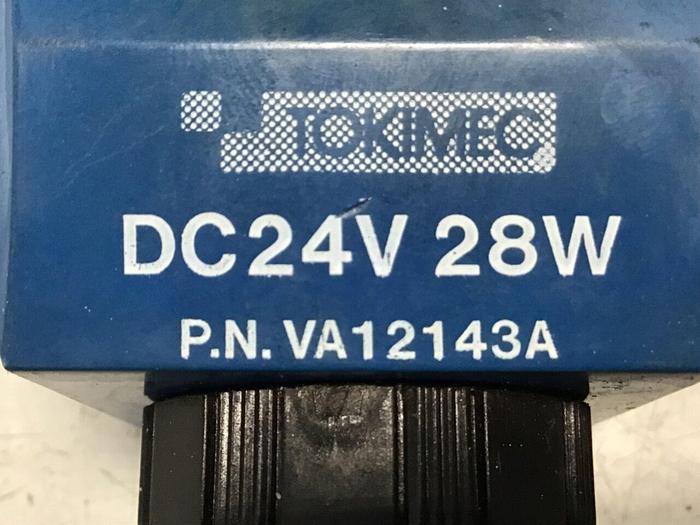 TOKIMEC
DC24V 28W
P.N. VA12143A